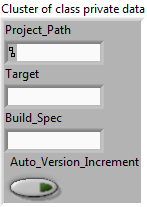 Cluster of class private data
Project_Path
Target
Build_Spec
Auto_Version_Increment